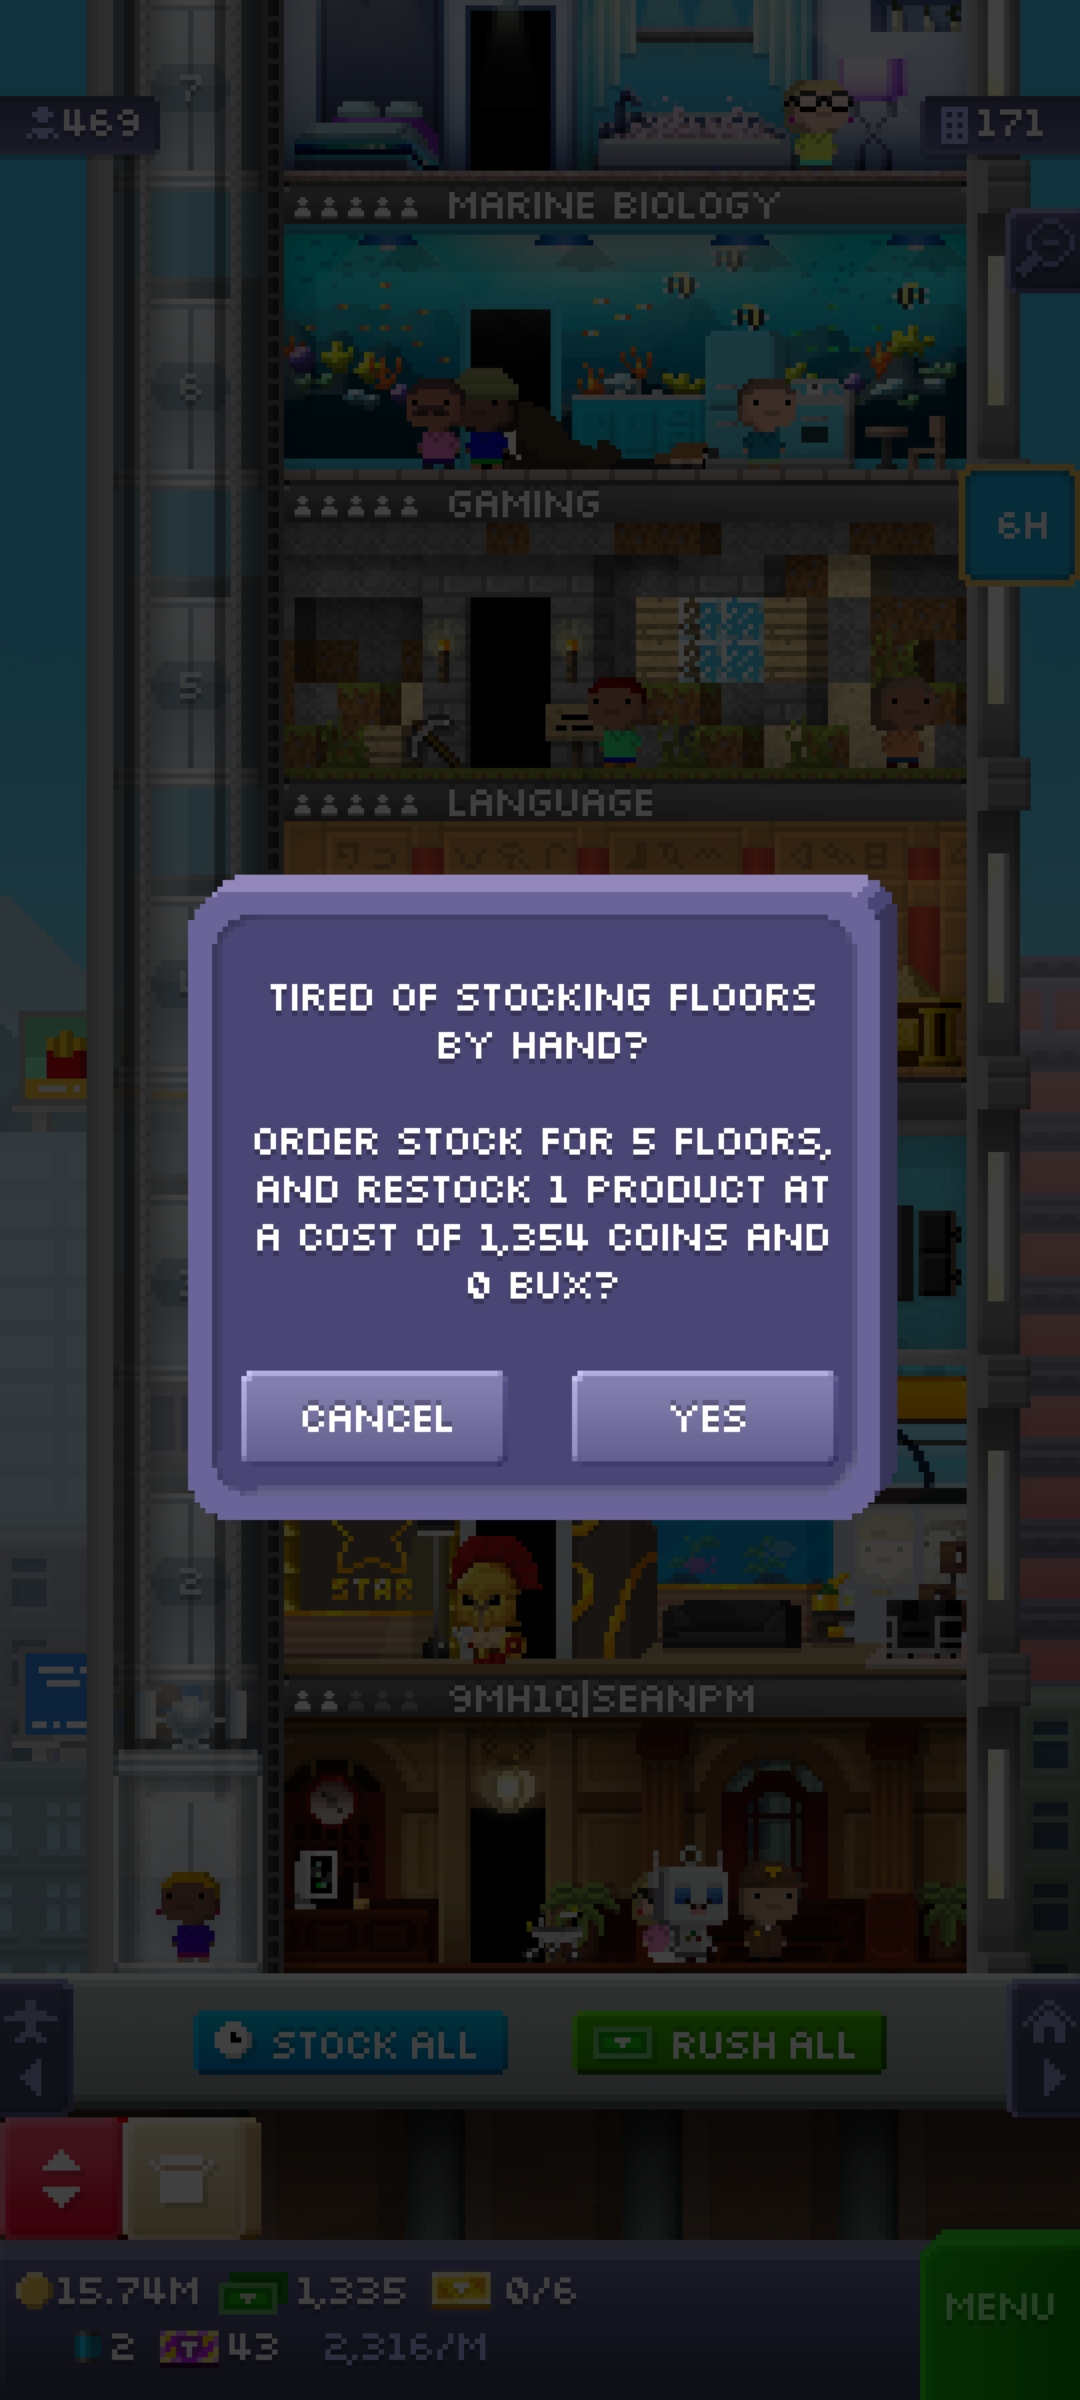 7
469
171
MARINE BIOLOGY
6
GAMING
6H
5
LANGUAGE
TIRED OF STOCKING FLOORS
BY HAND?
ORDER STOCK FOR 5 FLOORS,
AND RESTOCK 1 PRODUCT AT
A COST OF 1,354 COINS AND
0 BUX?
CANCEL
YES
2
STAR
9MH1Q|SEANPM
STOCK ALL
RUSH ALL
15.74M
1,335
0/6
MENU
2
43
2,316/M